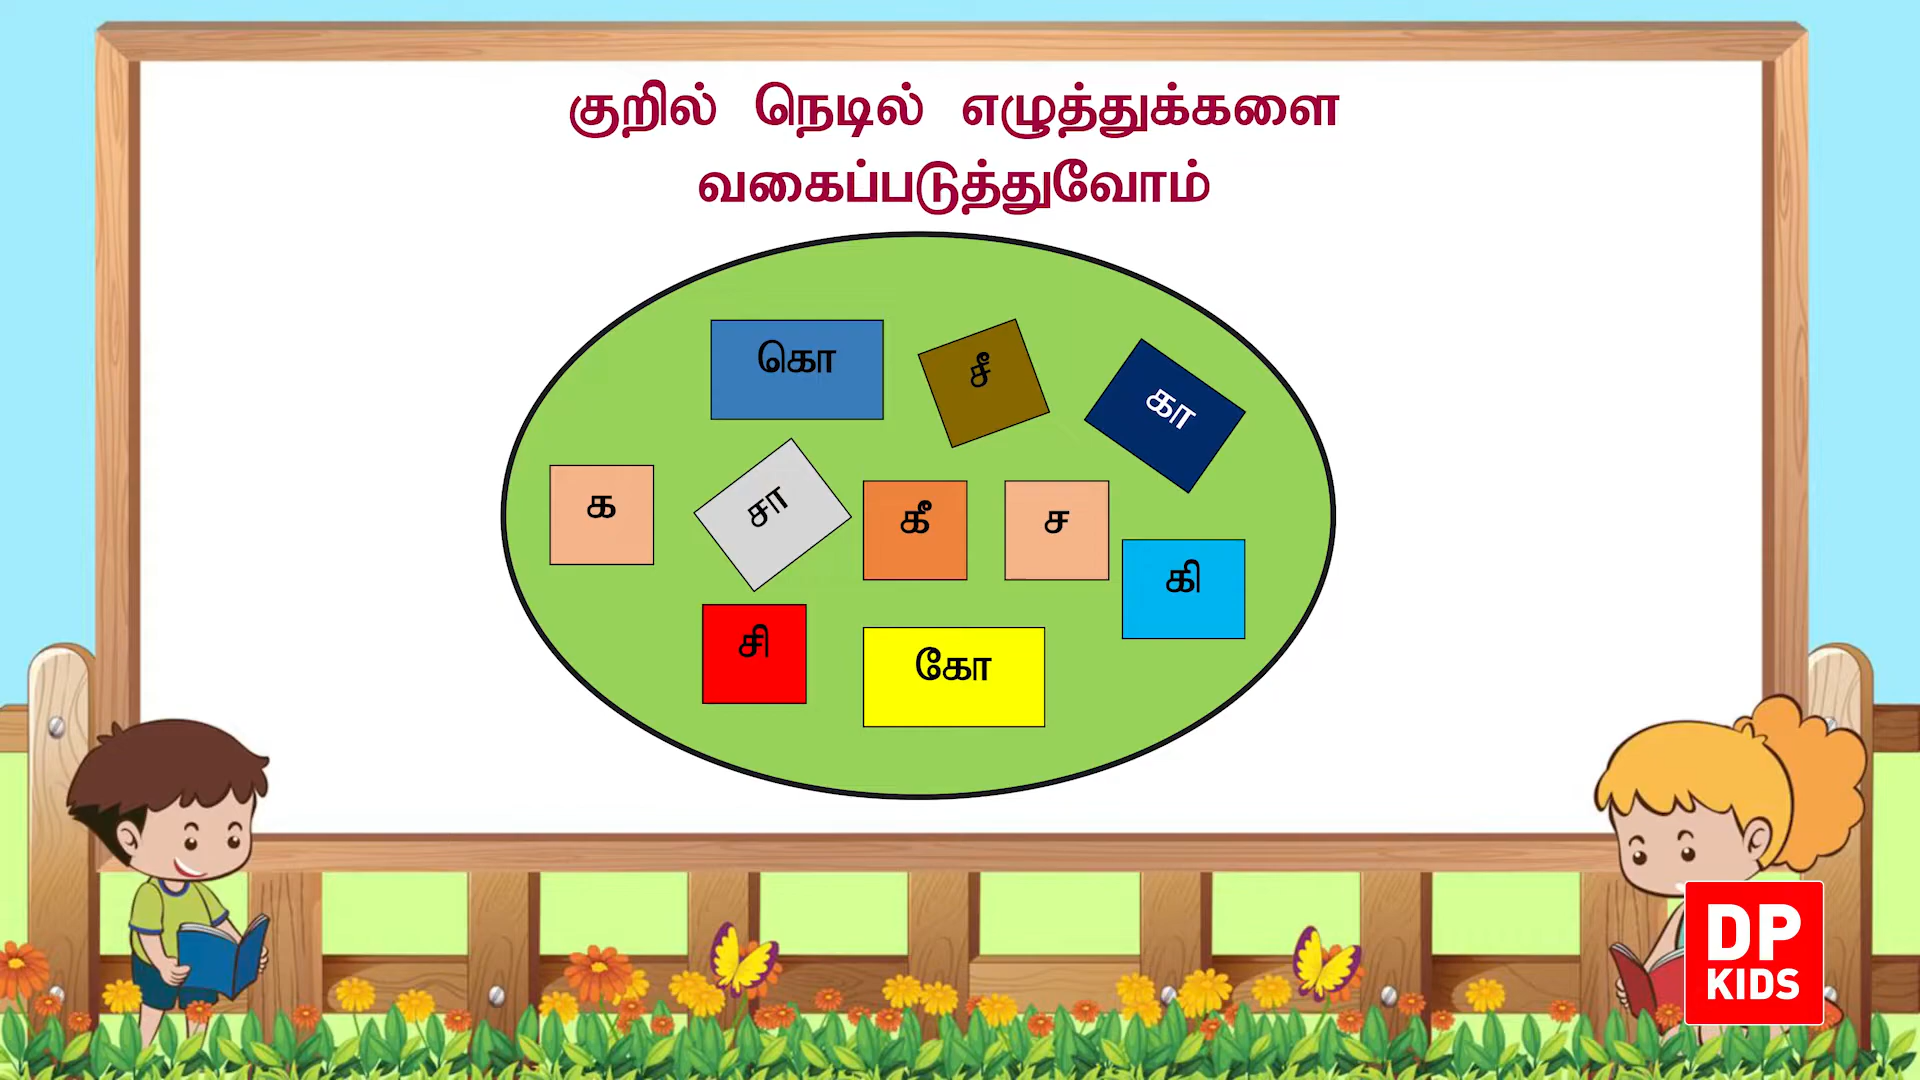 குறில் நெடில் எழுத்துக்களை
வகைப்படுத்துவோம்
கொ
சீ
கா
க
சா
கீ
ச
கி
சி
கோ
DP
KIDS